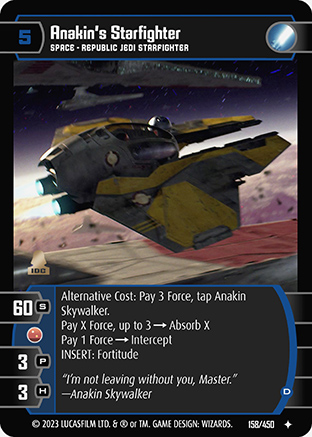 5
Anakin's Starfighter
SPACE - REPUBLIC JEDI STARFIGHTER
IDC
60 S
Alternative Cost: Pay 3 Force, tap Anakin
Skywalker.
Pay X Force, up to 3 → Absorb X
Pay 1 Force → Intercept
INSERT: Fortitude
3 P
3 H
“I'm not leaving without you, Master.”
—Anakin Skywalker
D
© 2023 LUCASFILM LTD. & ® or TM. GAME DESIGN: WIZARDS. 158/450